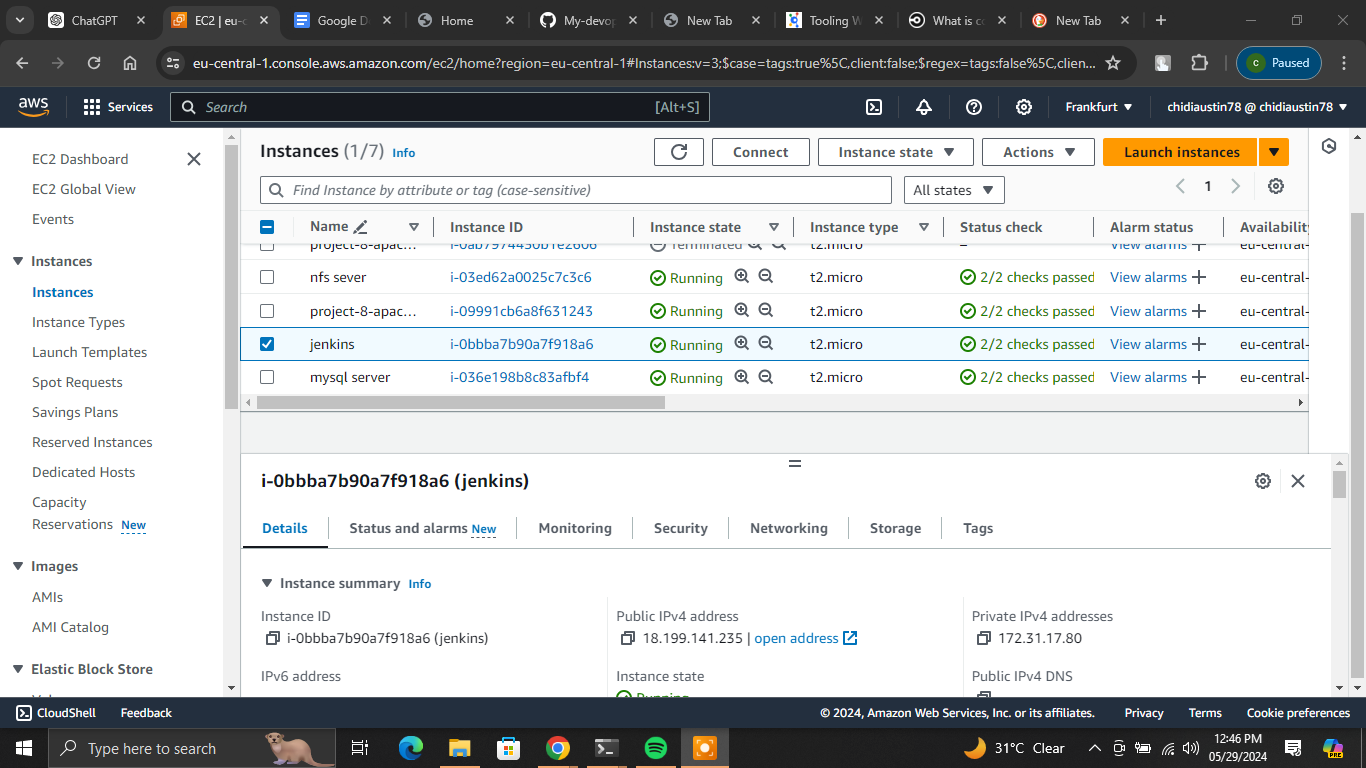 ChatGPT
EC2 | eu-c
Google D
Home
My-devop
New Tab
Tooling W
What is c
New Tab
eu-central-1.console.aws.amazon.com/ec2/home?region=eu-central-1#Instances:v=3;$case=tags:true%5C,client:false;$regex=tags:false%5C,clien...
C Paused
aws
Services
Search [Alt+S]
Frankfurt
chidiaustin78 @ chidiaustin78
EC2 Dashboard
EC2 Global View
Events
Instances
Instances
Instance Types
Launch Templates
Spot Requests
Savings Plans
Reserved Instances
Dedicated Hosts
Capacity
Reservations New
Images
AMIs
AMI Catalog
Elastic Block Store
Instances (1/7) Info
Connect
Instance state
Actions
Launch instances
Find Instance by attribute or tag (case-sensitive)
All states
1
Name Instance ID Instance state Instance type Status check Alarm status Availability
project-8-apac... i-0ab7974450b1e2606 Terminated t2.micro – View alarms + eu-central-
nfs sever i-03ed62a0025c7c3c6 Running t2.micro 2/2 checks passed View alarms + eu-central-
project-8-apac... i-09991cb6a8f631243 Running t2.micro 2/2 checks passed View alarms + eu-central-
jenkins i-0bbba7b90a7f918a6 Running t2.micro 2/2 checks passed View alarms + eu-central-
mysql server i-036e198b8c83afbf4 Running t2.micro 2/2 checks passed View alarms + eu-central-
i-0bbba7b90a7f918a6 (jenkins)
Details Status and alarms New Monitoring Security Networking Storage Tags
Instance summary Info
Instance ID
i-0bbba7b90a7f918a6 (jenkins)
Public IPv4 address
18.199.141.235 | open address
Private IPv4 addresses
172.31.17.80
IPv6 address
Instance state
Running
Public IPv4 DNS
CloudShell
Feedback
© 2024, Amazon Web Services, Inc. or its affiliates.
Privacy
Terms
Cookie preferences
Type here to search
31°C Clear
12:46 PM
05/29/2024
PRE